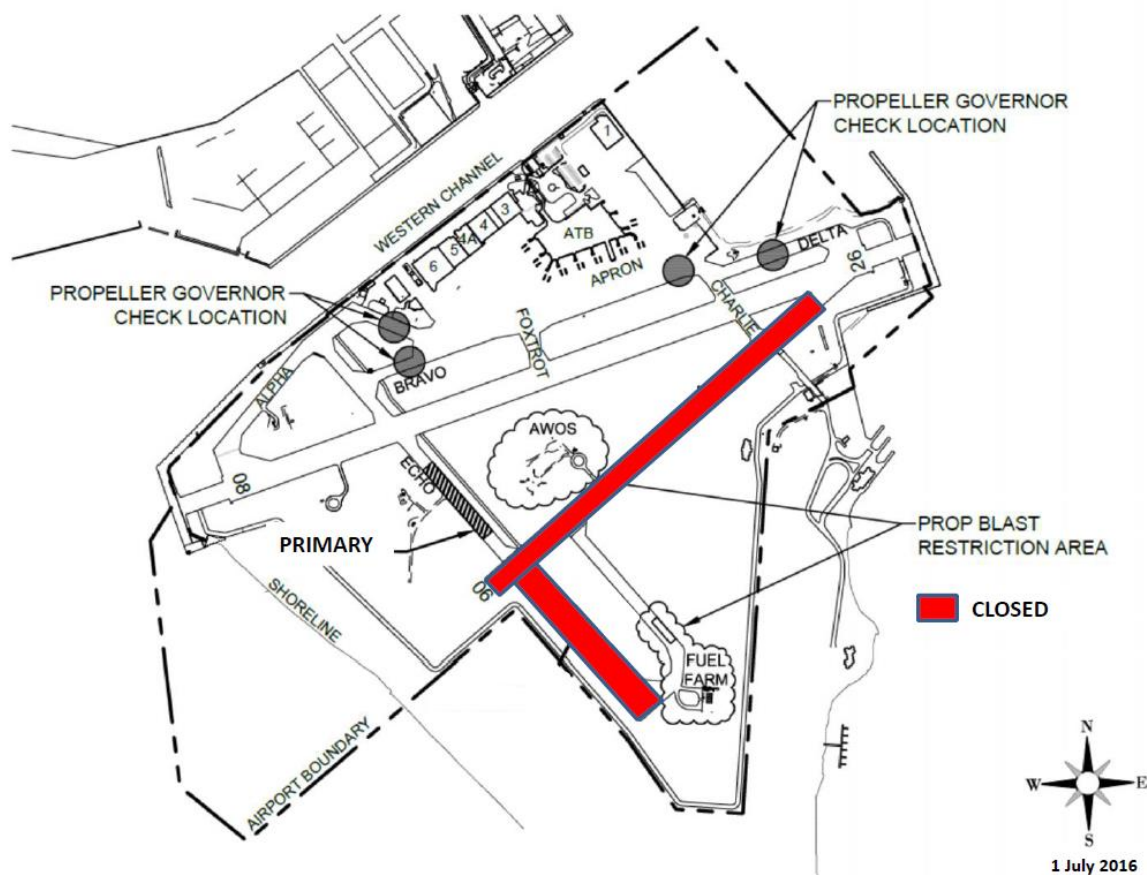 PROPELLER GOVERNOR
CHECK LOCATION
1
WESTERN CHANNEL
3
4
4A
5
6
ATB
APRON
DELTA
26
PROPELLER GOVERNOR
CHECK LOCATION
CHARLIE
FOXTROT
BRAVO
ALPHA
AWOS
08
ECHO
PRIMARY
PROP BLAST
RESTRICTION AREA
06
SHORELINE
CLOSED
FUEL
FARM
AIRPORT BOUNDARY
N
W
E
S
1 July 2016